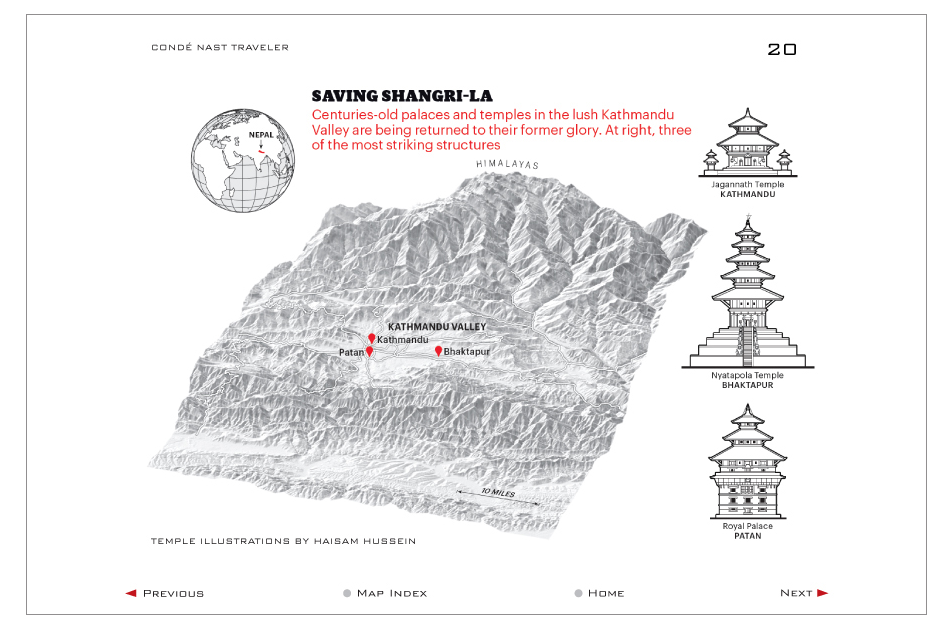 CONDÉ NAST TRAVELER
20
SAVING SHANGRI-LA
Centuries-old palaces and temples in the lush Kathmandu
Valley are being returned to their former glory. At right, three
of the most striking structures
NEPAL
HIMALAYAS
Jagannath Temple
KATHMANDU
KATHMANDU VALLEY
Kathmandu
Patan
Bhaktapur
Nyatapola Temple
BHAKTAPUR
10 MILES
Royal Palace
PATAN
TEMPLE ILLUSTRATIONS BY HAISAM HUSSEIN
PREVIOUS
MAP INDEX
HOME
NEXT